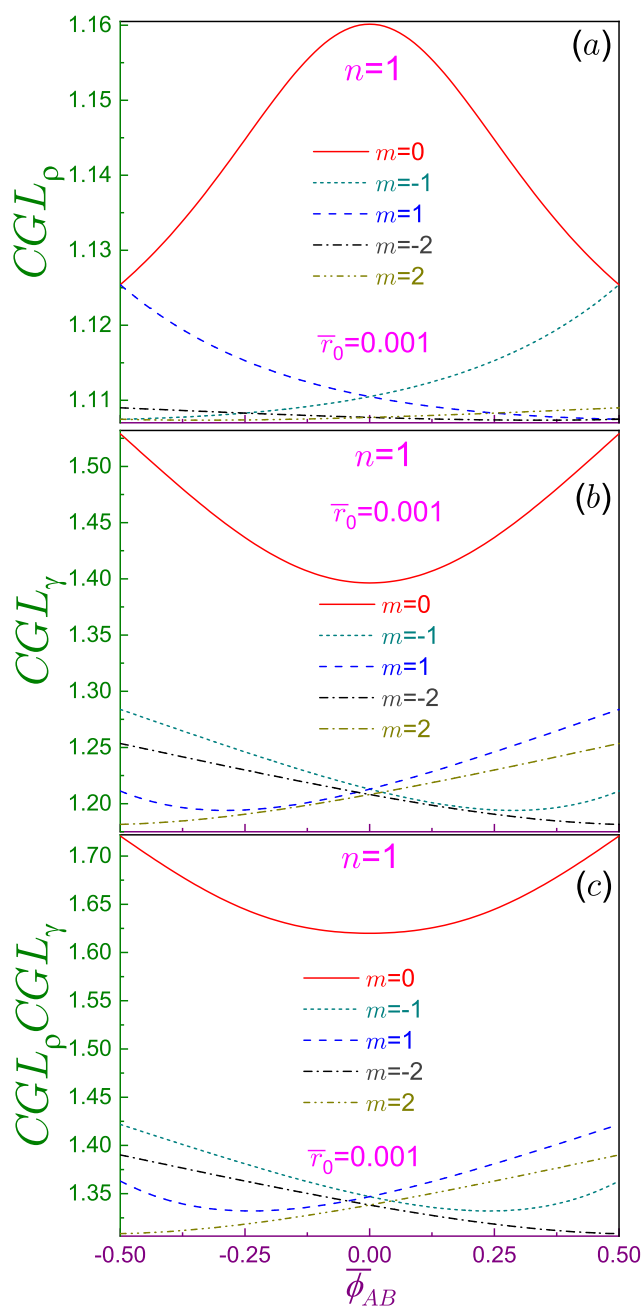 (a)
n=1
CGLρ
1.16
1.15
1.14
1.13
1.12
1.11
m=0
m=-1
m=1
m=-2
m=2
r̅₀=0.001
(b)
n=1
r̅₀=0.001
CGLγ
1.50
1.45
1.40
1.35
1.30
1.25
1.20
m=0
m=-1
m=1
m=-2
m=2
(c)
n=1
CGLρCGLγ
1.70
1.65
1.60
1.55
1.50
1.45
1.40
1.35
m=0
m=-1
m=1
m=-2
m=2
r̅₀=0.001
-0.50 -0.25 0.00 0.25 0.50
ϕ̅AB